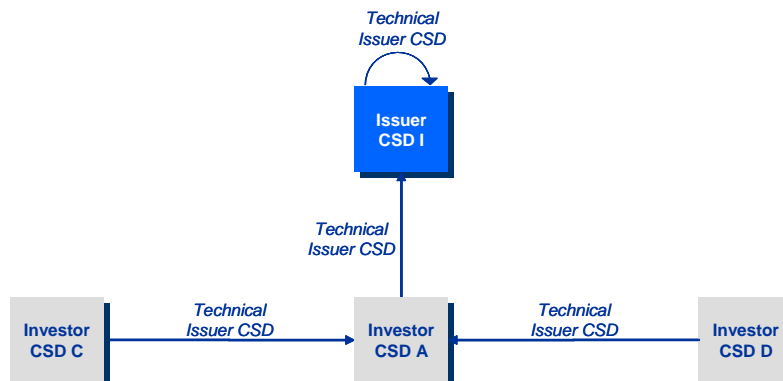 Technical
Issuer CSD
Issuer
CSD I
Technical
Issuer CSD
Investor
CSD C
Technical
Issuer CSD
Investor
CSD A
Technical
Issuer CSD
Investor
CSD D